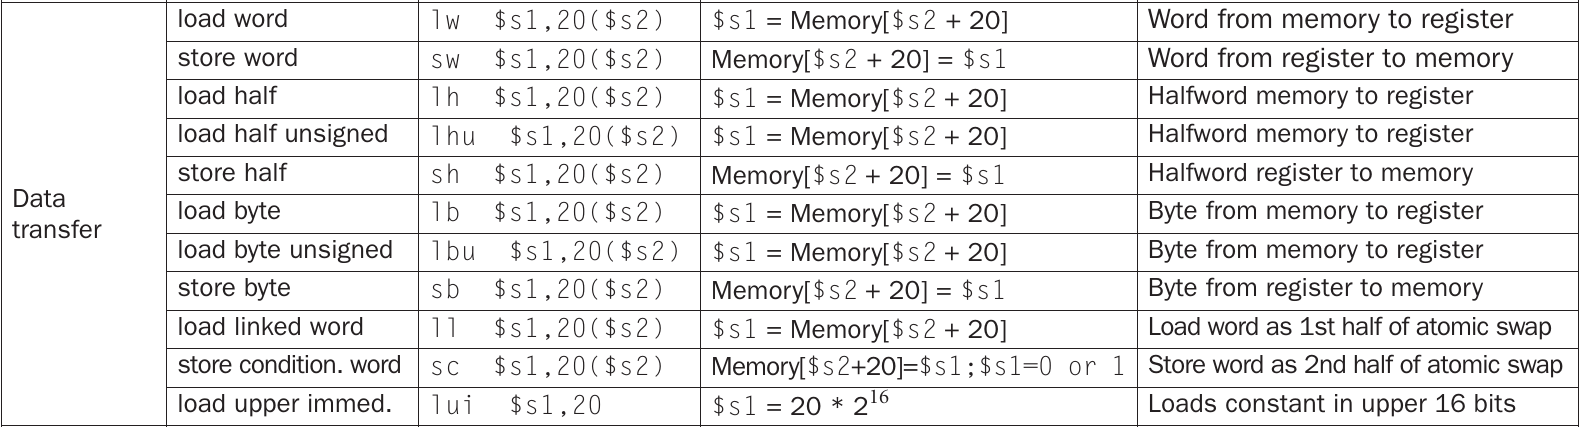 Data
transfer
load word lw $s1,20($s2) $s1 = Memory[$s2 + 20] Word from memory to register
store word sw $s1,20($s2) Memory[$s2 + 20] = $s1 Word from register to memory
load half lh $s1,20($s2) $s1 = Memory[$s2 + 20] Halfword memory to register
load half unsigned lhu $s1,20($s2) $s1 = Memory[$s2 + 20] Halfword memory to register
store half sh $s1,20($s2) Memory[$s2 + 20] = $s1 Halfword register to memory
load byte lb $s1,20($s2) $s1 = Memory[$s2 + 20] Byte from memory to register
load byte unsigned lbu $s1,20($s2) $s1 = Memory[$s2 + 20] Byte from memory to register
store byte sb $s1,20($s2) Memory[$s2 + 20] = $s1 Byte from register to memory
load linked word ll $s1,20($s2) $s1 = Memory[$s2 + 20] Load word as 1st half of atomic swap
store condition. word sc $s1,20($s2) Memory[$s2+20]=$s1;$s1=0 or 1 Store word as 2nd half of atomic swap
load upper immed. lui $s1,20 $s1 = 20 * 2¹⁶ Loads constant in upper 16 bits